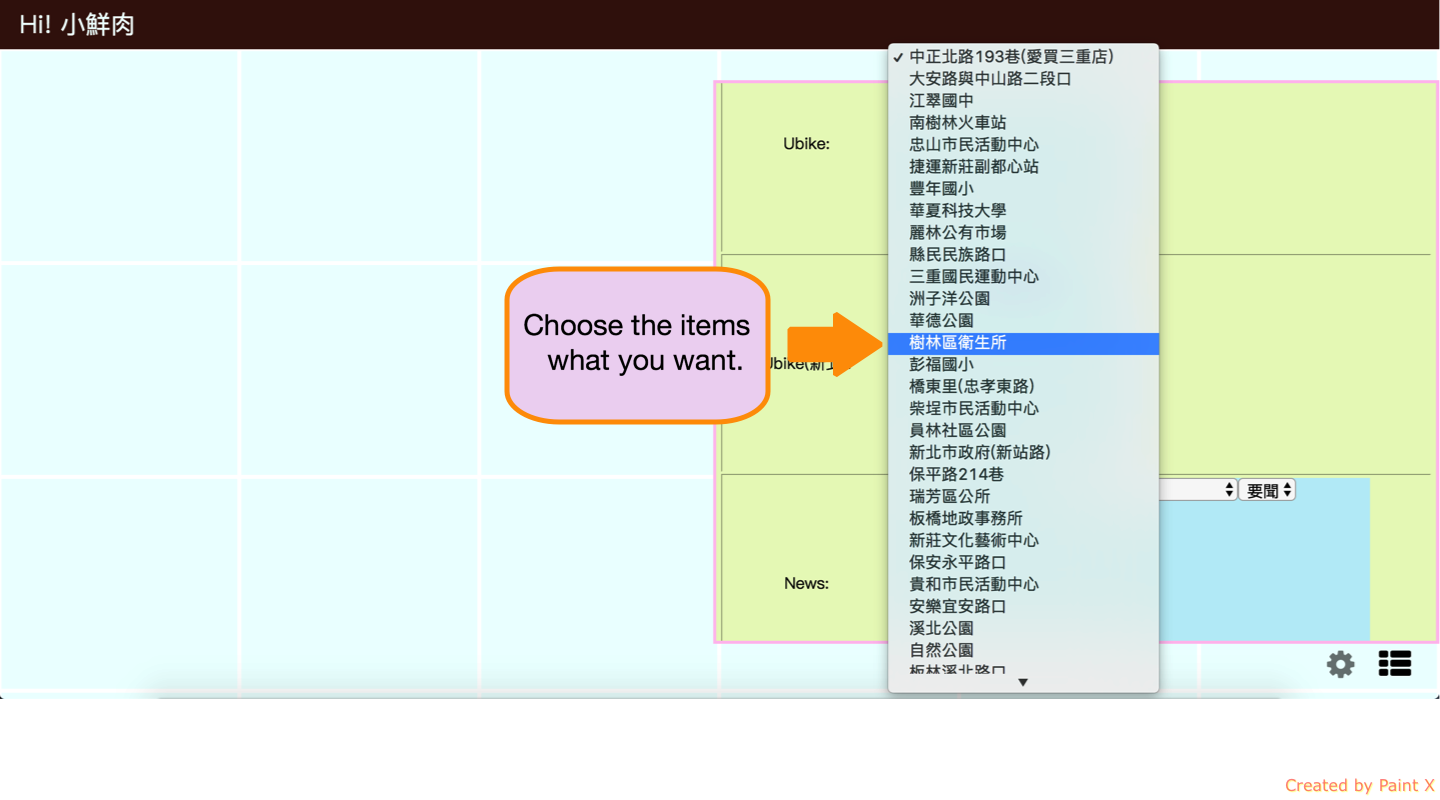 Hi! 小鮮肉
✓ 中正北路193巷(愛買三重店)
大安路與中山路二段口
江翠國中
南樹林火車站
Ubike:
忠山市民活動中心
捷運新莊副都心站
豐年國小
華夏科技大學
麗林公有市場
縣民民族路口
三重國民運動中心
洲子洋公園
華德公園
Choose the items
what you want.
樹林區衛生所
彭福國小
橋東里(忠孝東路)
柴埕市民活動中心
員林社區公園
新北市政府(新站路)
保平路214巷
瑞芳區公所
要聞
板橋地政事務所
新莊文化藝術中心
保安永平路口
News:
貴和市民活動中心
安樂宜安路口
溪北公園
自然公園
板林溪北路口
Created by Paint X